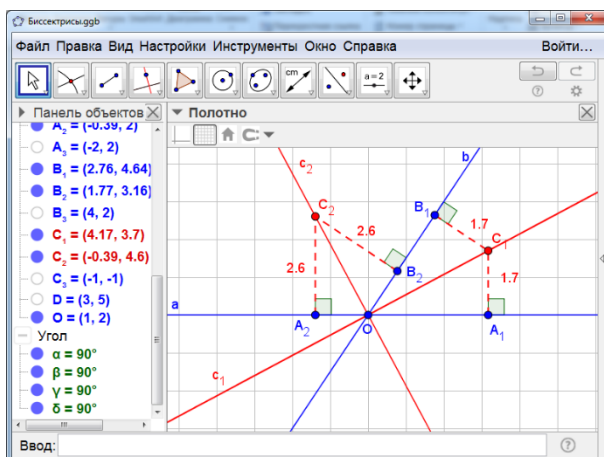 Биссектрисы.ggb
Файл Правка Вид Настройки Инструменты Окно Справка Войти...
cm
a = 2
Панель объектов
Полотно
A₂ = (-0.39, 2)
A₃ = (-2, 2)
B₁ = (2.76, 4.64)
B₂ = (1.77, 3.16)
B₃ = (4, 2)
C₁ = (4.17, 3.7)
C₂ = (-0.39, 4.6)
C₃ = (-1, -1)
D = (3, 5)
O = (1, 2)
Угол
α = 90°
β = 90°
γ = 90°
δ = 90°
c₂
b
C₂
B₁
2.6
1.7
C₁
2.6
B₂
1.7
a
A₂
O
A₁
c₁
Ввод: